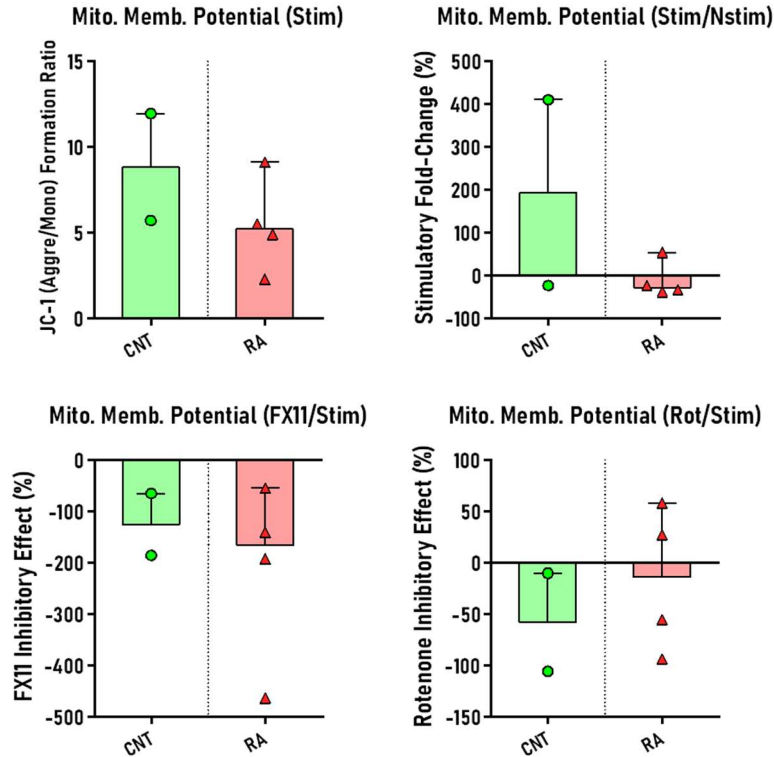 Mito. Memb. Potential (Stim)
JC-1 (Aggre/Mono) Formation Ratio
15
10
5
0
CNT
RA
Mito. Memb. Potential (Stim/Nstim)
Stimulatory Fold-Change (%)
500
400
300
200
100
0
-100
CNT
RA
Mito. Memb. Potential (FX11/Stim)
FX11 Inhibitory Effect (%)
0
-100
-200
-300
-400
-500
CNT
RA
Mito. Memb. Potential (Rot/Stim)
Rotenone Inhibitory Effect (%)
100
50
0
-50
-100
-150
CNT
RA